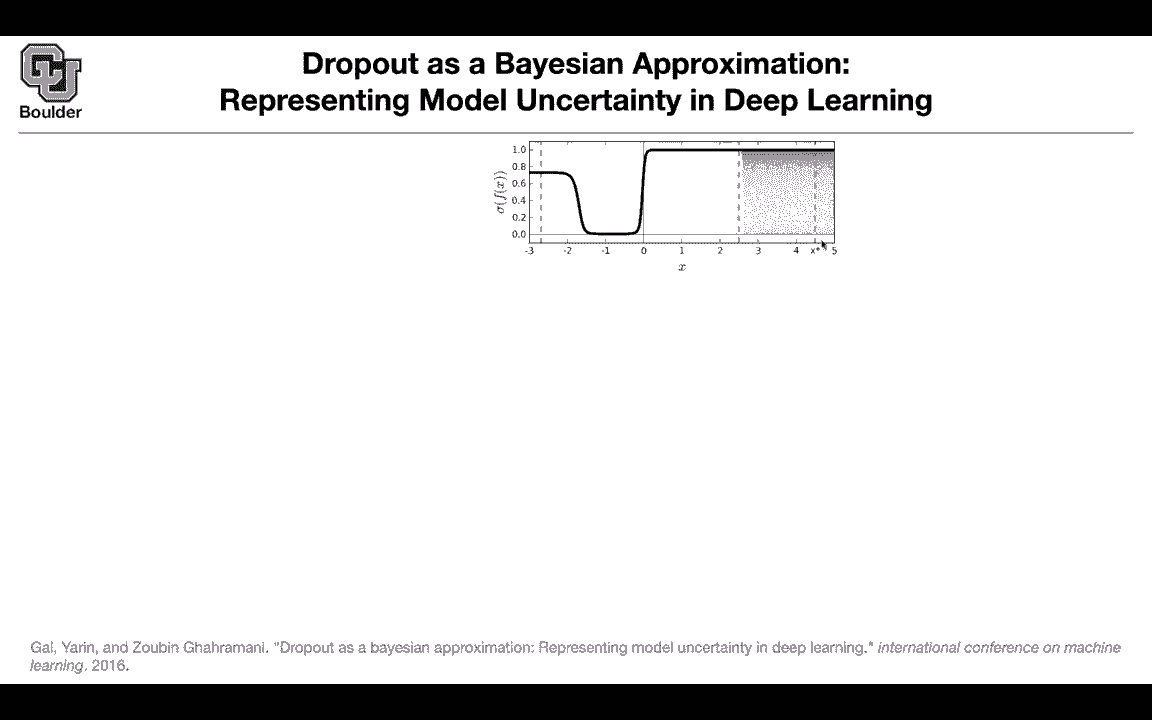 Boulder
Dropout as a Bayesian Approximation:
Representing Model Uncertainty in Deep Learning
1.0
0.8
0.6
0.4
0.2
0.0
σ(f(x))
-3 -2 -1 0 1 2 3 4 x* 5
x
Gal, Yarin, and Zoubin Ghahramani. "Dropout as a bayesian approximation: Representing model uncertainty in deep learning." international conference on machine
learning. 2016.